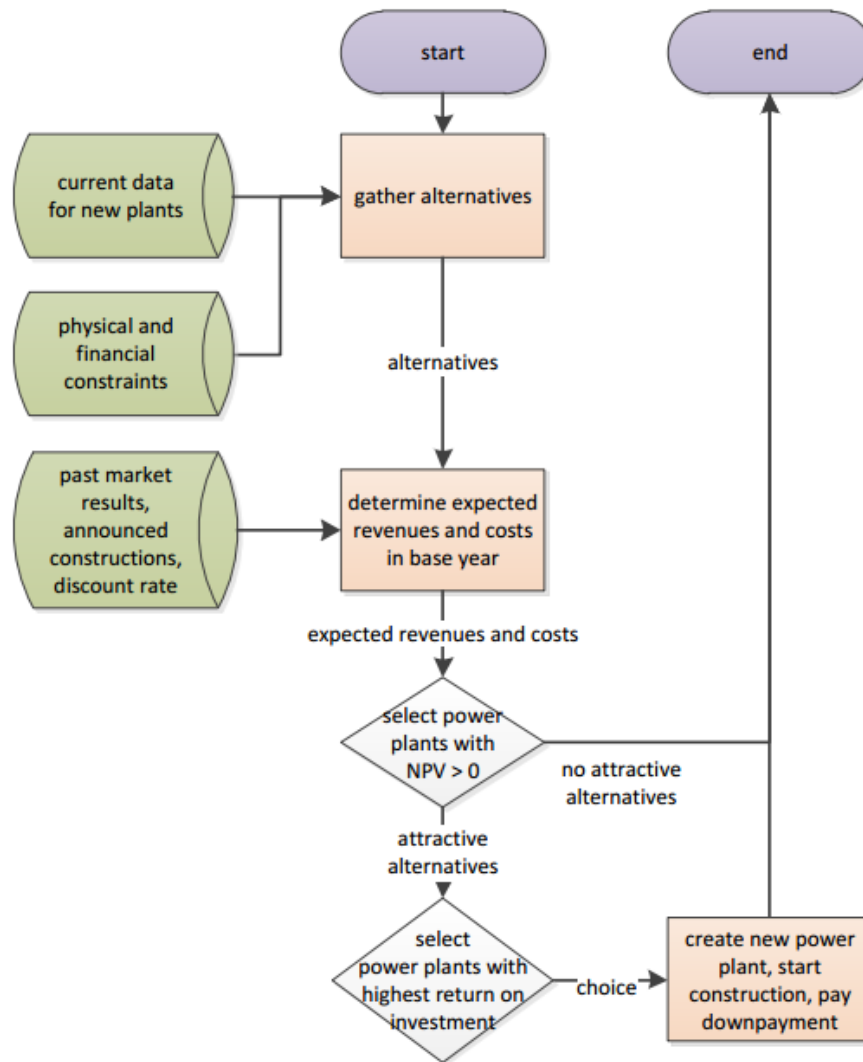 start
end
current data
for new plants
gather alternatives
physical and
financial
constraints
alternatives
past market
results,
announced
constructions,
discount rate
determine expected
revenues and costs
in base year
expected revenues and costs
select power
plants with
NPV > 0
no attractive
alternatives
attractive
alternatives
select
power plants with
highest return on
investment
choice
create new power
plant, start
construction, pay
downpayment